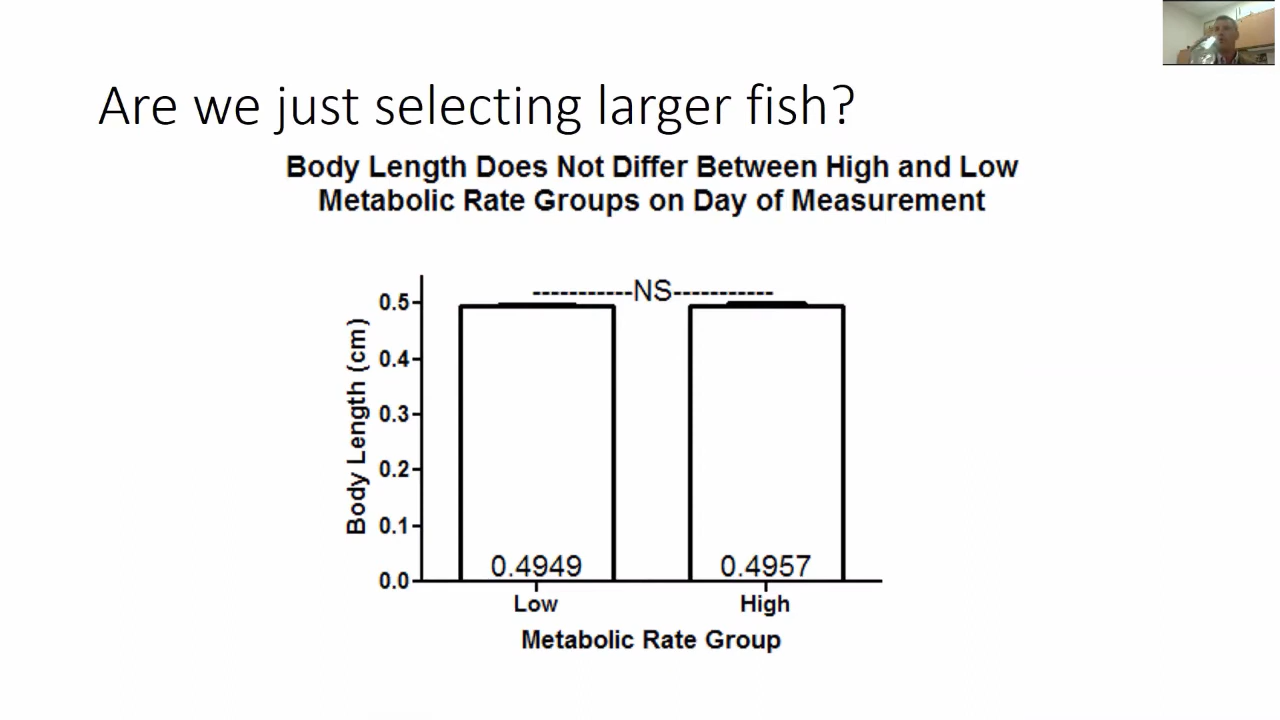 Are we just selecting larger fish?
Body Length Does Not Differ Between High and Low
Metabolic Rate Groups on Day of Measurement
-----------NS-----------
0.5
0.4
0.3
0.2
0.1
0.0
Body Length (cm)
0.4949
0.4957
Low
High
Metabolic Rate Group